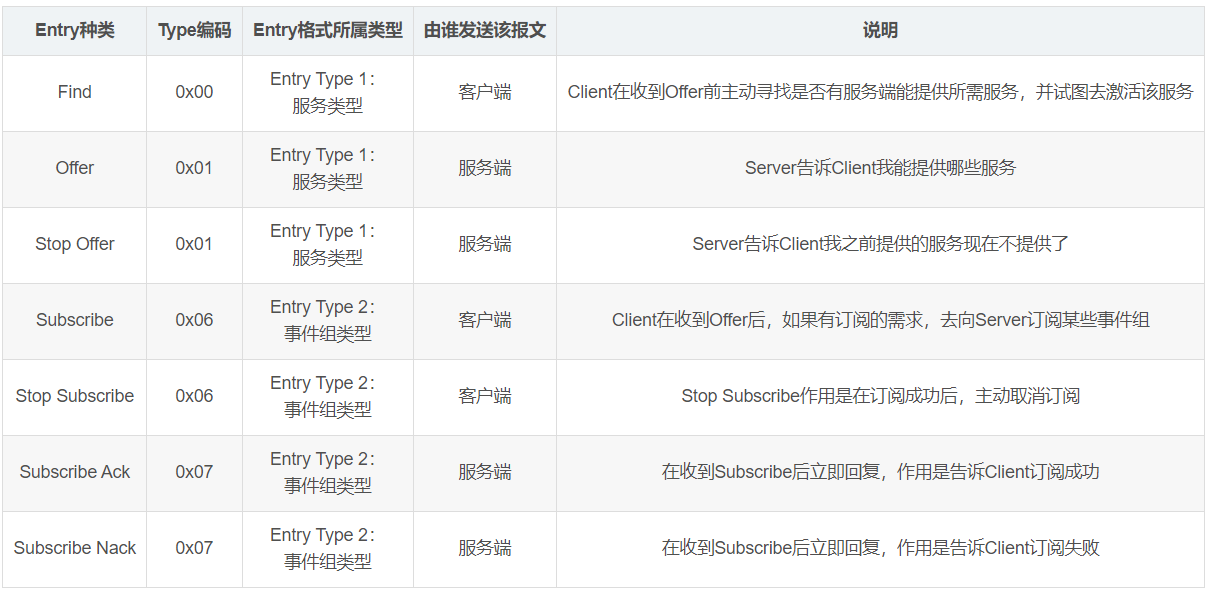 Entry种类 Type编码 Entry格式所属类型 由谁发送该报文 说明
Find 0x00 Entry Type 1：
服务类型 客户端 Client在收到Offer前主动寻找是否有服务端能提供所需服务，并试图去激活该服务
Offer 0x01 Entry Type 1：
服务类型 服务端 Server告诉Client我能提供哪些服务
Stop Offer 0x01 Entry Type 1：
服务类型 服务端 Server告诉Client我之前提供的服务现在不提供了
Subscribe 0x06 Entry Type 2：
事件组类型 客户端 Client在收到Offer后，如果有订阅的需求，去向Server订阅某些事件组
Stop Subscribe 0x06 Entry Type 2：
事件组类型 客户端 Stop Subscribe作用是在订阅成功后，主动取消订阅
Subscribe Ack 0x07 Entry Type 2：
事件组类型 服务端 在收到Subscribe后立即回复，作用是告诉Client订阅成功
Subscribe Nack 0x07 Entry Type 2：
事件组类型 服务端 在收到Subscribe后立即回复，作用是告诉Client订阅失败